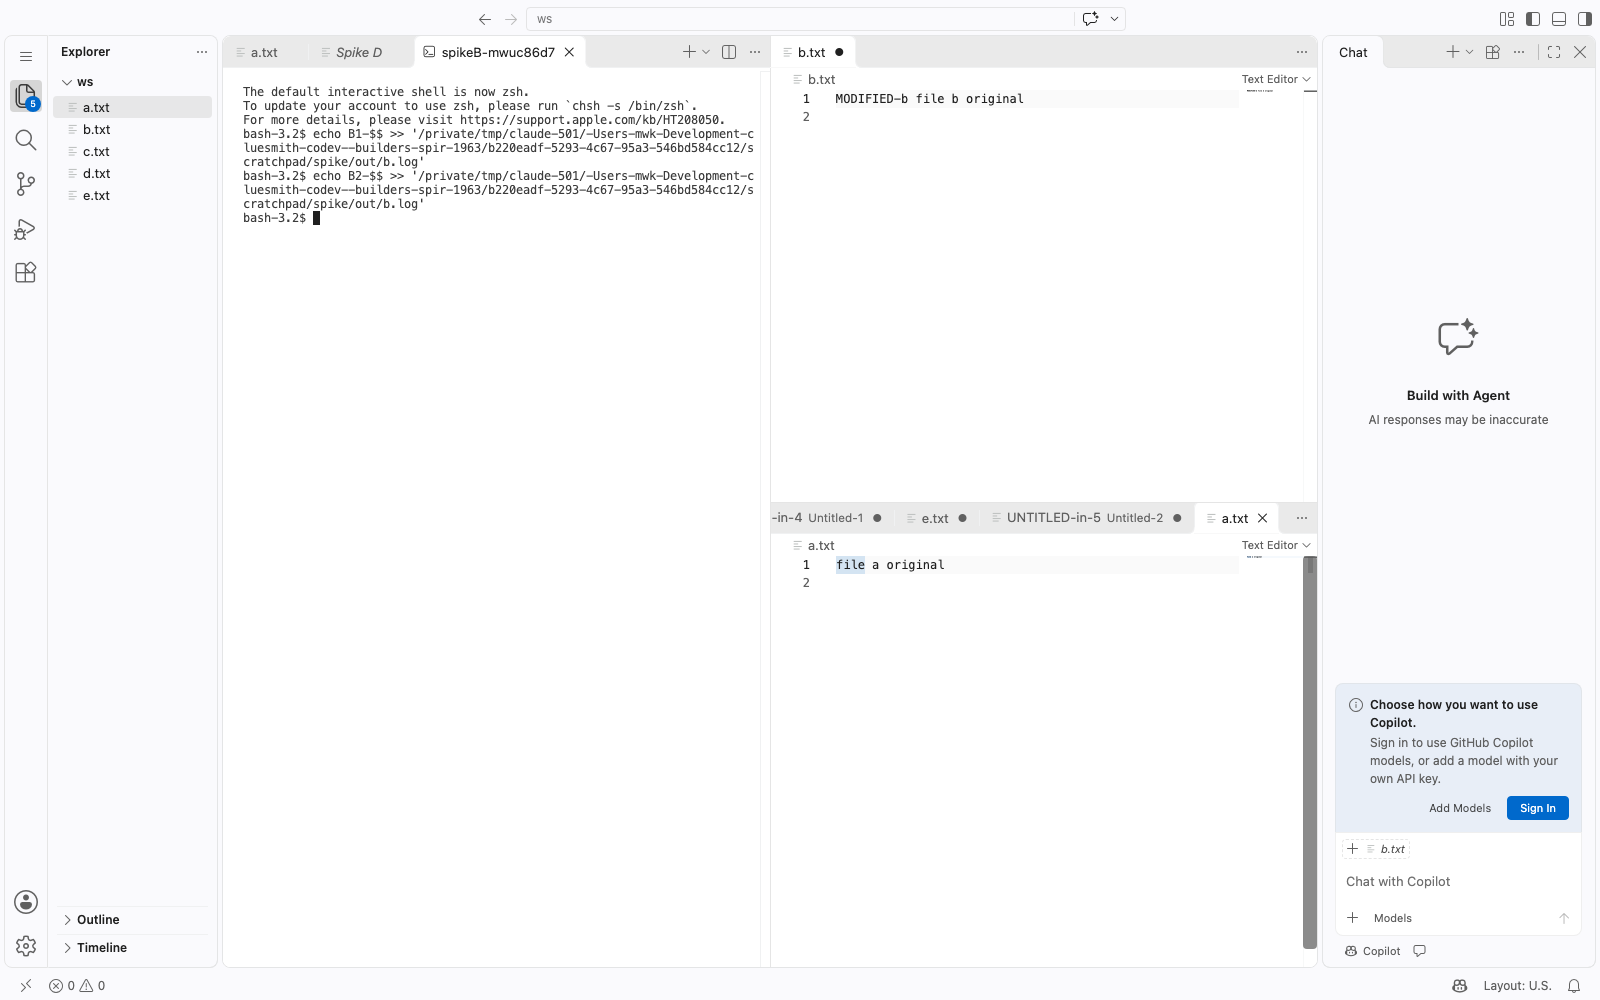 ws
Explorer
ws
a.txt
b.txt
c.txt
d.txt
e.txt
5
Outline
Timeline
a.txt
Spike D
spikeB-mwuc86d7
The default interactive shell is now zsh.
To update your account to use zsh, please run `chsh -s /bin/zsh`.
For more details, please visit https://support.apple.com/kb/HT208050.
bash-3.2$ echo B1-$$ >> '/private/tmp/claude-501/-Users-mwk-Development-c
luesmith-codev--builders-spir-1963/b220eadf-5293-4c67-95a3-546bd584cc12/s
cratchpad/spike/out/b.log'
bash-3.2$ echo B2-$$ >> '/private/tmp/claude-501/-Users-mwk-Development-c
luesmith-codev--builders-spir-1963/b220eadf-5293-4c67-95a3-546bd584cc12/s
cratchpad/spike/out/b.log'
bash-3.2$
b.txt
b.txt
Text Editor
1 MODIFIED-b file b original
2
-in-4 Untitled-1
e.txt
UNTITLED-in-5 Untitled-2
a.txt
a.txt
Text Editor
1 file a original
2
Chat
Build with Agent
AI responses may be inaccurate
Choose how you want to use
Copilot.
Sign in to use GitHub Copilot
models, or add a model with your
own API key.
Add Models
Sign In
b.txt
Chat with Copilot
Models
Copilot
0 0
Layout: U.S.